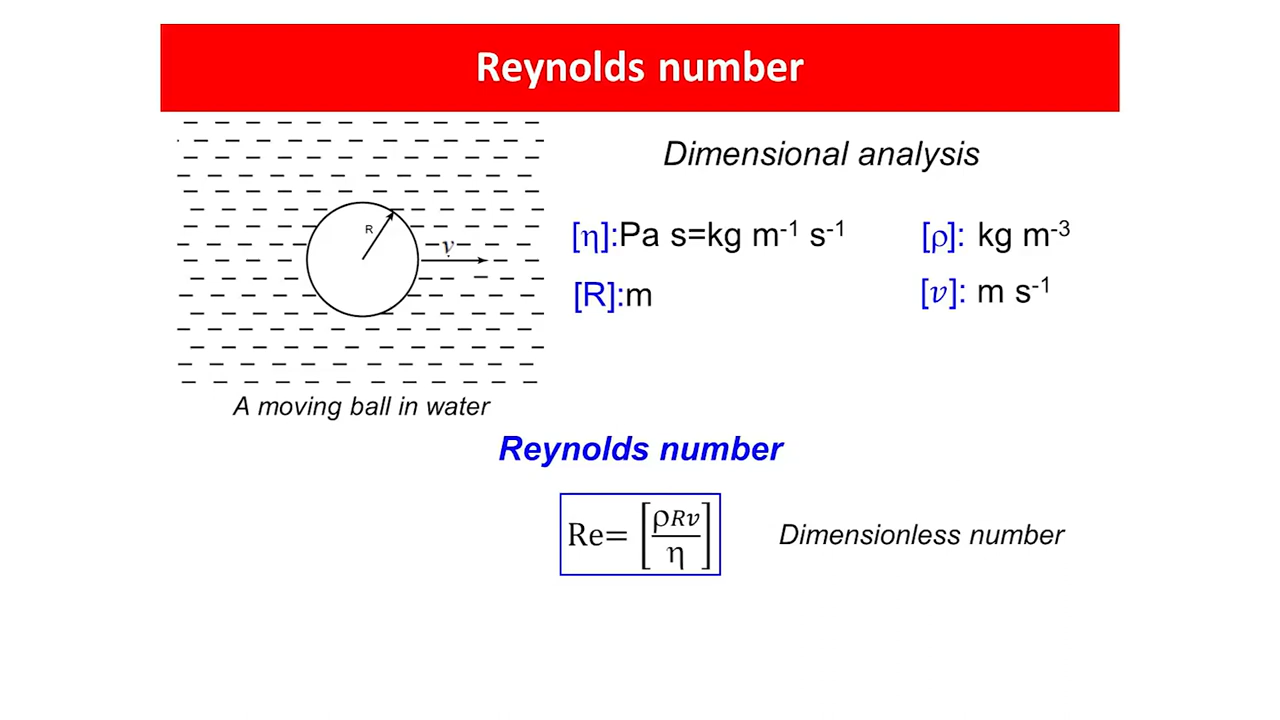 Reynolds number
Dimensional analysis
[η]:Pa s=kg m⁻¹ s⁻¹
[ρ]: kg m⁻³
R
v
[R]:m
[v]: m s⁻¹
A moving ball in water
Reynolds number
Re= [ρRv/η]
Dimensionless number